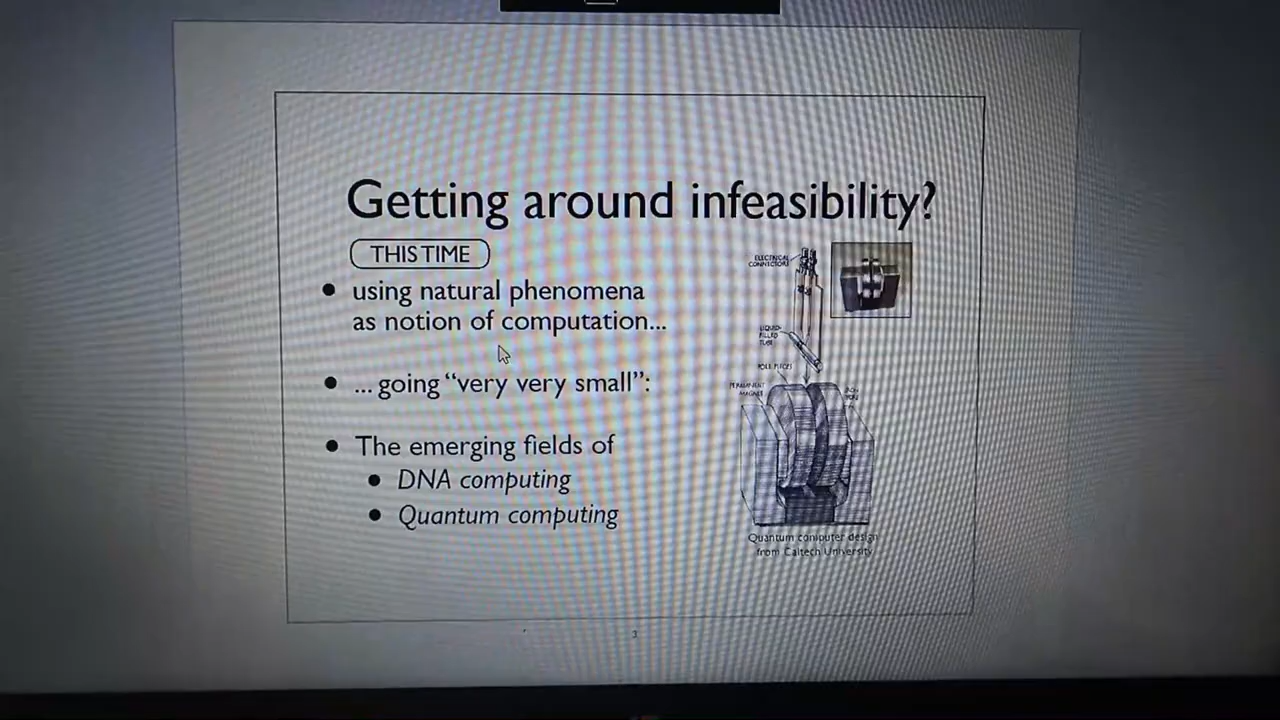 Getting around infeasibility?
THIS TIME
using natural phenomena
as notion of computation...
... going “very very small”:
The emerging fields of
DNA computing
Quantum computing
ELECTRICAL
CONNECTORS
LIQUID-
FILLED
TUBE
POLE PIECES
PERMANENT
MAGNET
Quantum computer design
from Caltech University
3